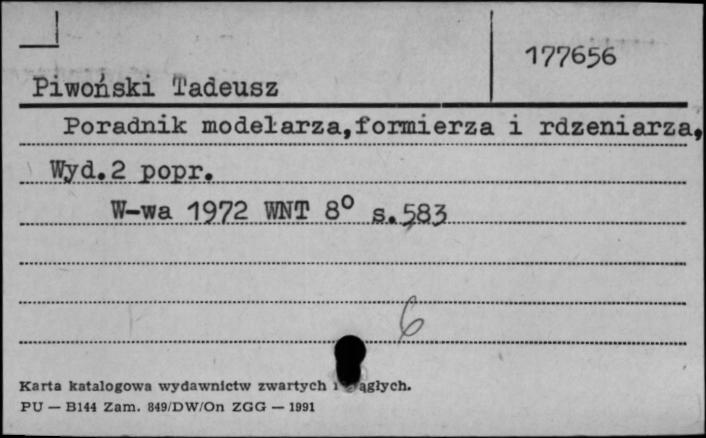 177656
Piwoński Tadeusz
Poradnik modelarza,formierza i rdzeniarza,
Wyd.2 popr.
W-wa 1972 WNT 8° s.583
6
Karta katalogowa wydawnictw zwartych i ciągłych.
PU — B144 Zam. 849/DW/On ZGG — 1991